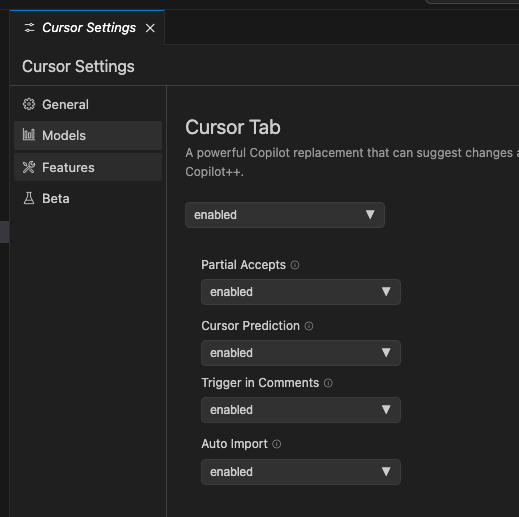 Cursor Settings
Cursor Settings
General
Models
Features
Beta
Cursor Tab
A powerful Copilot replacement that can suggest changes a
Copilot++.
enabled
Partial Accepts
enabled
Cursor Prediction
enabled
Trigger in Comments
enabled
Auto Import
enabled